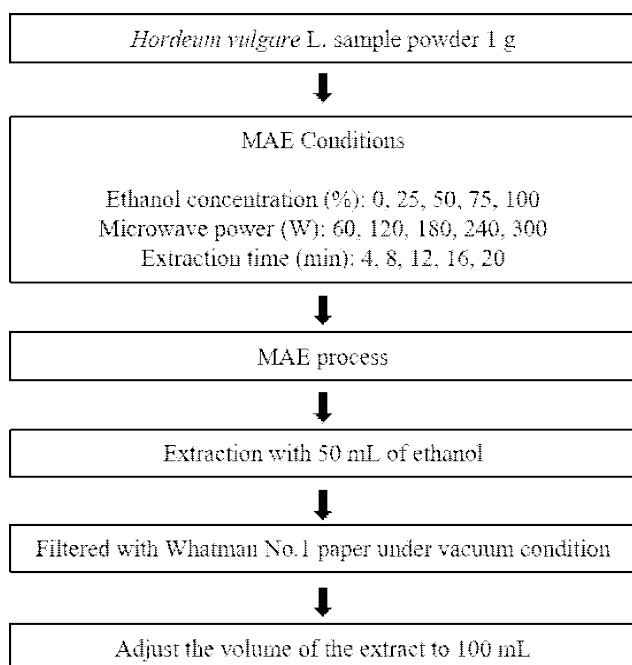 Hordeum vulgare L. sample powder 1 g
MAE Conditions
Ethanol concentration (%): 0, 25, 50, 75, 100
Microwave power (W): 60, 120, 180, 240, 300
Extraction time (min): 4, 8, 12, 16, 20
MAE process
Extraction with 50 mL of ethanol
Filtered with Whatman No.1 paper under vacuum condition
Adjust the volume of the extract to 100 mL